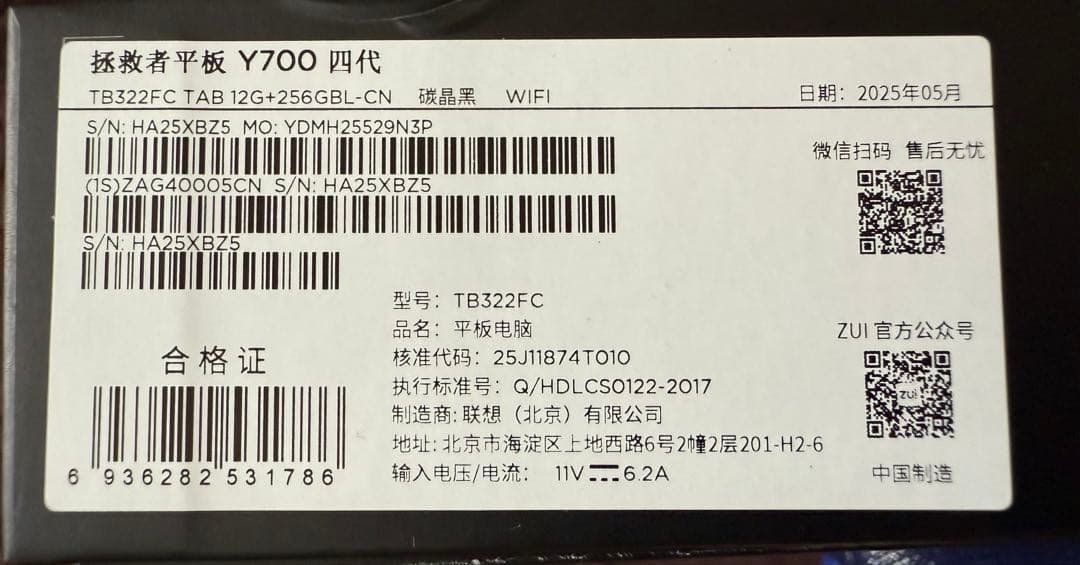 拯救者平板 Y700 四代
TB322FC TAB 12G+256GBL-CN 碳晶黑 WIFI 日期：2025年05月
S/N: HA25XBZ5 MO: YDMH25529N3P
(1S)ZAG40005CN S/N: HA25XBZ5
S/N: HA25XBZ5
微信扫码 售后无忧
型号：TB322FC
品名：平板电脑
核准代码：25J11874T010
执行标准号：Q/HDLCS0122-2017
制造商: 联想（北京）有限公司
地址: 北京市海淀区上地西路6号2幢2层201-H2-6
输入电压/电流： 11V⎓6.2A
合格证
6 936282 531786
ZUI 官方公众号
ZUI
中国制造